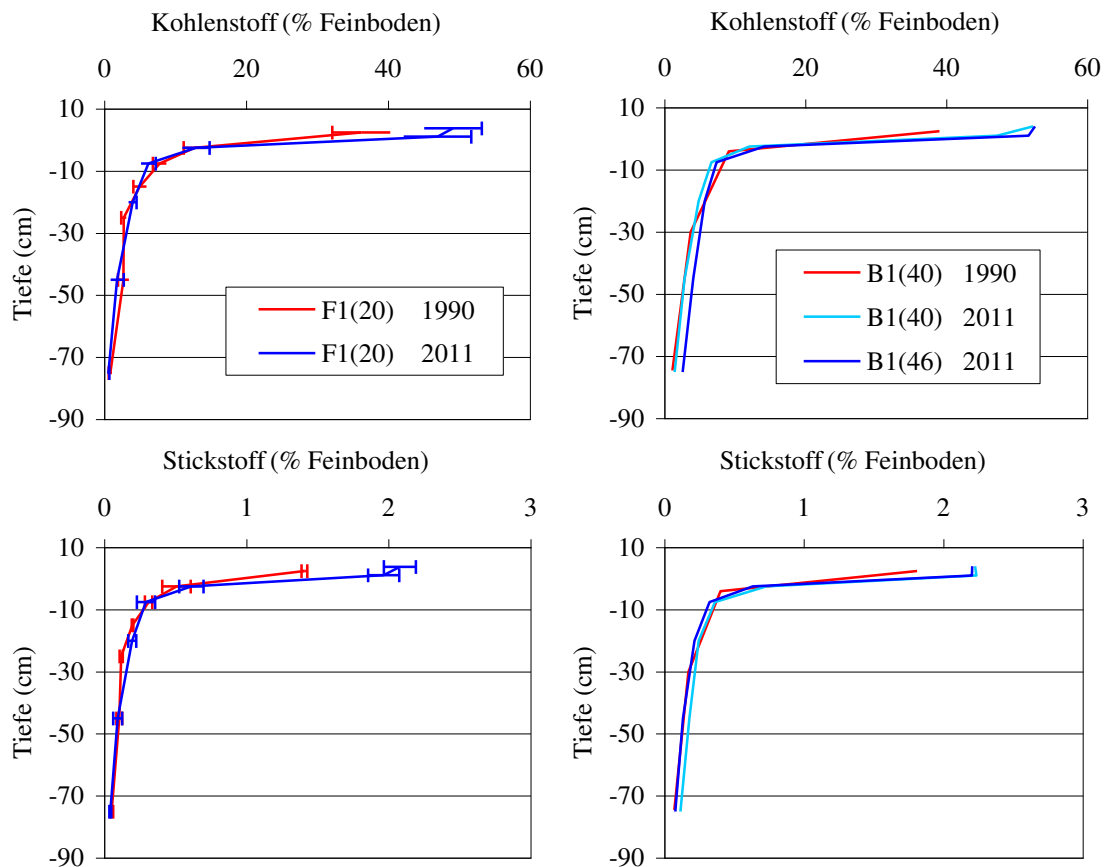 Kohlenstoff (% Feinboden)
0 20 40 60
10
-10
-30
-50
-70
-90
Tiefe (cm)
F1(20) 1990
F1(20) 2011
Kohlenstoff (% Feinboden)
0 20 40 60
10
-10
-30
-50
-70
-90
Tiefe (cm)
B1(40) 1990
B1(40) 2011
B1(46) 2011
Stickstoff (% Feinboden)
0 1 2 3
10
-10
-30
-50
-70
-90
Tiefe (cm)
Stickstoff (% Feinboden)
0 1 2 3
10
-10
-30
-50
-70
-90
Tiefe (cm)